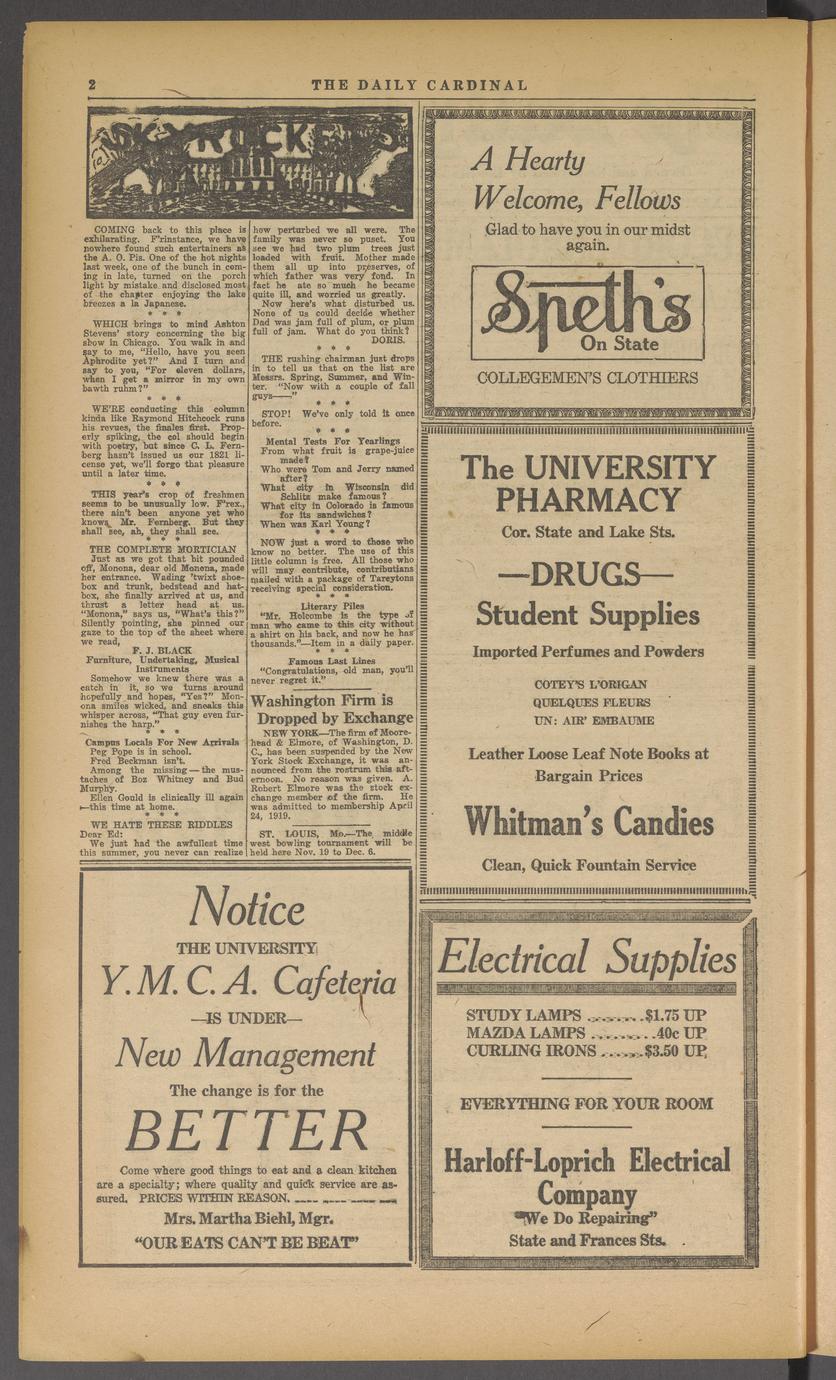 2
THE DAILY CARDINAL
SKYROCKETS
COMING back to this place is
exhilarating. F'rinstance, we have
nowhere found such entertainers as
the A. O. Pis. One of the hot nights
last week, one of the bunch in com-
ing in late, turned on the porch
light by mistake and disclosed most
of the chapter enjoying the lake
breezes a la Japanese.
* * *
WHICH brings to mind Ashton
Stevens' story concerning the big
show in Chicago. You walk in and
say to me, "Hello, have you seen
Aphrodite yet?" And I turn and
say to you, "For eleven dollars,
when I get a mirror in my own
bawth ruhm?"
* * *
WE'RE conducting this column
kinda like Raymond Hitchcock runs
his revues, the finales first. Prop-
erly spiking, the col should begin
with poetry, but since C. L. Fern-
berg hasn't issued us our 1821 li-
cense yet, we'll forgo that pleasure
until a later time.
* * *
THIS year's crop of freshmen
seems to be unusually low. F'rex.,
there ain't been anyone yet who
knows Mr. Fernberg. But they
shall see, ah, they shall see.
* * *
THE COMPLETE MORTICIAN
Just as we got that bit pounded
off, Monona, dear old Monona, made
her entrance. Wading 'twixt shoe-
box and trunk, bedstead and hat-
box, she finally arrived at us, and
thrust a letter head at us.
"Monona," says us, "What's this?"
Silently pointing, she pinned our
gaze to the top of the sheet where
we read,
F. J. BLACK
Furniture, Undertaking, Musical
Instruments
Somehow we knew there was a
catch in it, so we turns around
hopefully and hopes, "Yes?" Mon-
ona smiles wicked, and sneaks this
whisper across, "That guy even fur-
nishes the harp."
* * *
Campus Locals For New Arrivals
Peg Pope is in school.
Fred Beckman isn't.
Among the missing—the mus-
taches of Boz Whitney and Bud
Murphy.
Ellen Gould is clinically ill again
—this time at home.
* * *
WE HATE THESE RIDDLES
Dear Ed:
We just had the awfullest time
this summer, you never can realize
how perturbed we all were. The
family was never so puset. You
see we had two plum trees just
loaded with fruit. Mother made
them all up into preserves, of
which father was very fond. In
fact he ate so much he became
quite ill, and worried us greatly.
Now here's what disturbed us.
None of us could decide whether
Dad was jam full of plum, or plum
full of jam. What do you think?
DORIS.
* * *
THE rushing chairman just drops
in to tell us that on the list are
Messrs. Spring, Summer, and Win-
ter. "Now with a couple of fall
guys——"
* * *
STOP! We've only told it once
before.
* * *
Mental Tests For Yearlings
From what fruit is grape-juice
made?
Who were Tom and Jerry named
after?
What city in Wisconsin did
Schlitz make famous?
What city in Colorado is famous
for its sandwiches?
When was Karl Young?
* * *
NOW just a word to those who
know no better. The use of this
little column is free. All those who
will may contribute, contributians
mailed with a package of Tareytons
receiving special consideration.
* * *
Literary Piles
"Mr. Holcombe is the type of
man who came to this city without
a shirt on his back, and now he has
thousands."—Item in a daily paper.
* * *
Famous Last Lines
"Congratulations, old man, you'll
never regret it."
Washington Firm is
Dropped by Exchange
NEW YORK—The firm of Moore-
head & Elmore, of Washington, D.
C., has been suspended by the New
York Stock Exchange, it was an-
nounced from the rostrum this aft-
ernoon. No reason was given. A.
Robert Elmore was the stock ex-
change member of the firm. He
was admitted to membership April
24, 1919.
ST. LOUIS, Mo.—The middle
west bowling tournament will be
held here Nov. 19 to Dec. 6.
Notice
THE UNIVERSITY
Y. M. C. A. Cafeteria
—IS UNDER—
New Management
The change is for the
BETTER
Come where good things to eat and a clean kitchen
are a specialty; where quality and quick service are as-
sured. PRICES WITHIN REASON.
Mrs. Martha Biehl, Mgr.
"OUR EATS CAN'T BE BEAT"
A Hearty
Welcome, Fellows
Glad to have you in our midst
again.
Speth's
On State
COLLEGEMEN'S CLOTHIERS
The UNIVERSITY
PHARMACY
Cor. State and Lake Sts.
—DRUGS—
Student Supplies
Imported Perfumes and Powders
COTEY'S L'ORIGAN
QUELQUES FLEURS
UN: AIR' EMBAUME
Leather Loose Leaf Note Books at
Bargain Prices
Whitman's Candies
Clean, Quick Fountain Service
Electrical Supplies
STUDY LAMPS ........$1.75 UP
MAZDA LAMPS .........40c UP
CURLING IRONS ......$3.50 UP
EVERYTHING FOR YOUR ROOM
Harloff-Loprich Electrical
Company
"We Do Repairing"
State and Frances Sts.